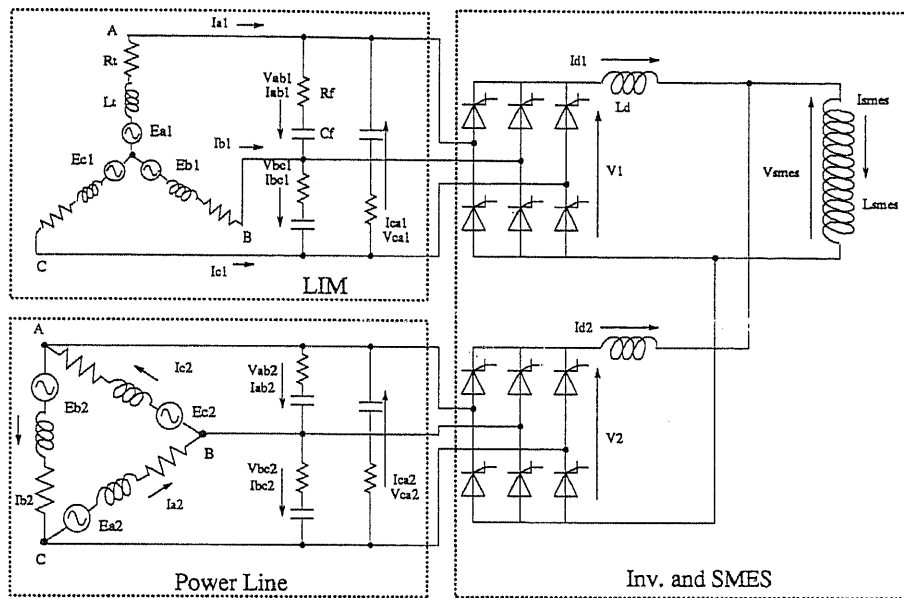 A
Ia1
Rt
Lt
Ea1
Ec1
Eb1
Ib1
B
C
Ic1
Vab1
Iab1
Rf
Cf
Vbc1
Ibc1
Ica1
Vca1
LIM
Id1
Ld
V1
Vsmes
Ismes
Lsmes
A
Ic2
Eb2
Ec2
B
Ib2
Ia2
Ea2
C
Vab2
Iab2
Vbc2
Ibc2
Ica2
Vca2
Power Line
Id2
V2
Inv. and SMES